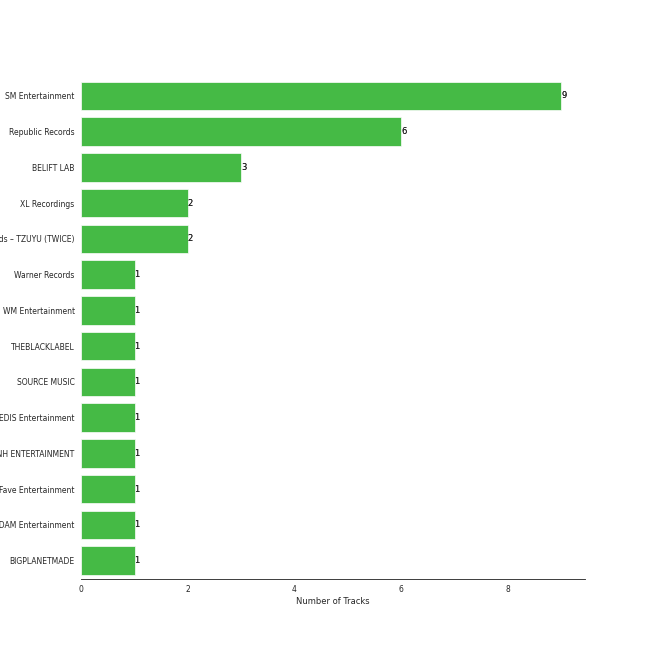 SM Entertainment 9
Republic Records 6
BELIFT LAB 3
XL Recordings 2
ds – TZUYU (TWICE) 2
Warner Records 1
WM Entertainment 1
THEBLACKLABEL 1
SOURCE MUSIC 1
EDIS Entertainment 1
NH ENTERTAINMENT 1
Fave Entertainment 1
DAM Entertainment 1
BIGPLANETMADE 1
0 2 4 6 8
Number of Tracks